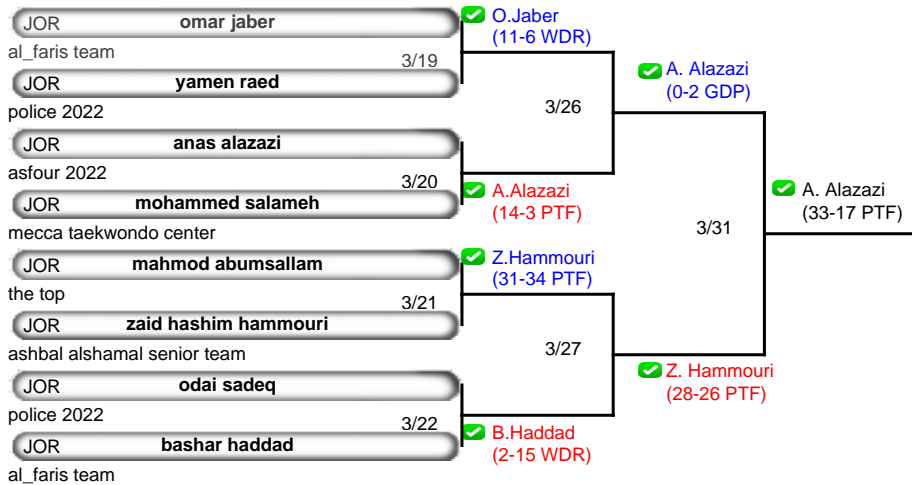 JOR omar jaber
al_faris team
3/19
JOR yamen raed
police 2022
JOR anas alazazi
asfour 2022
3/20
JOR mohammed salameh
mecca taekwondo center
JOR mahmod abumsallam
the top
3/21
JOR zaid hashim hammouri
ashbal alshamal senior team
JOR odai sadeq
police 2022
3/22
JOR bashar haddad
al_faris team
O.Jaber
(11-6 WDR)
3/26
A.Alazazi
(14-3 PTF)
Z.Hammouri
(31-34 PTF)
3/27
B.Haddad
(2-15 WDR)
A. Alazazi
(0-2 GDP)
3/31
Z. Hammouri
(28-26 PTF)
A. Alazazi
(33-17 PTF)